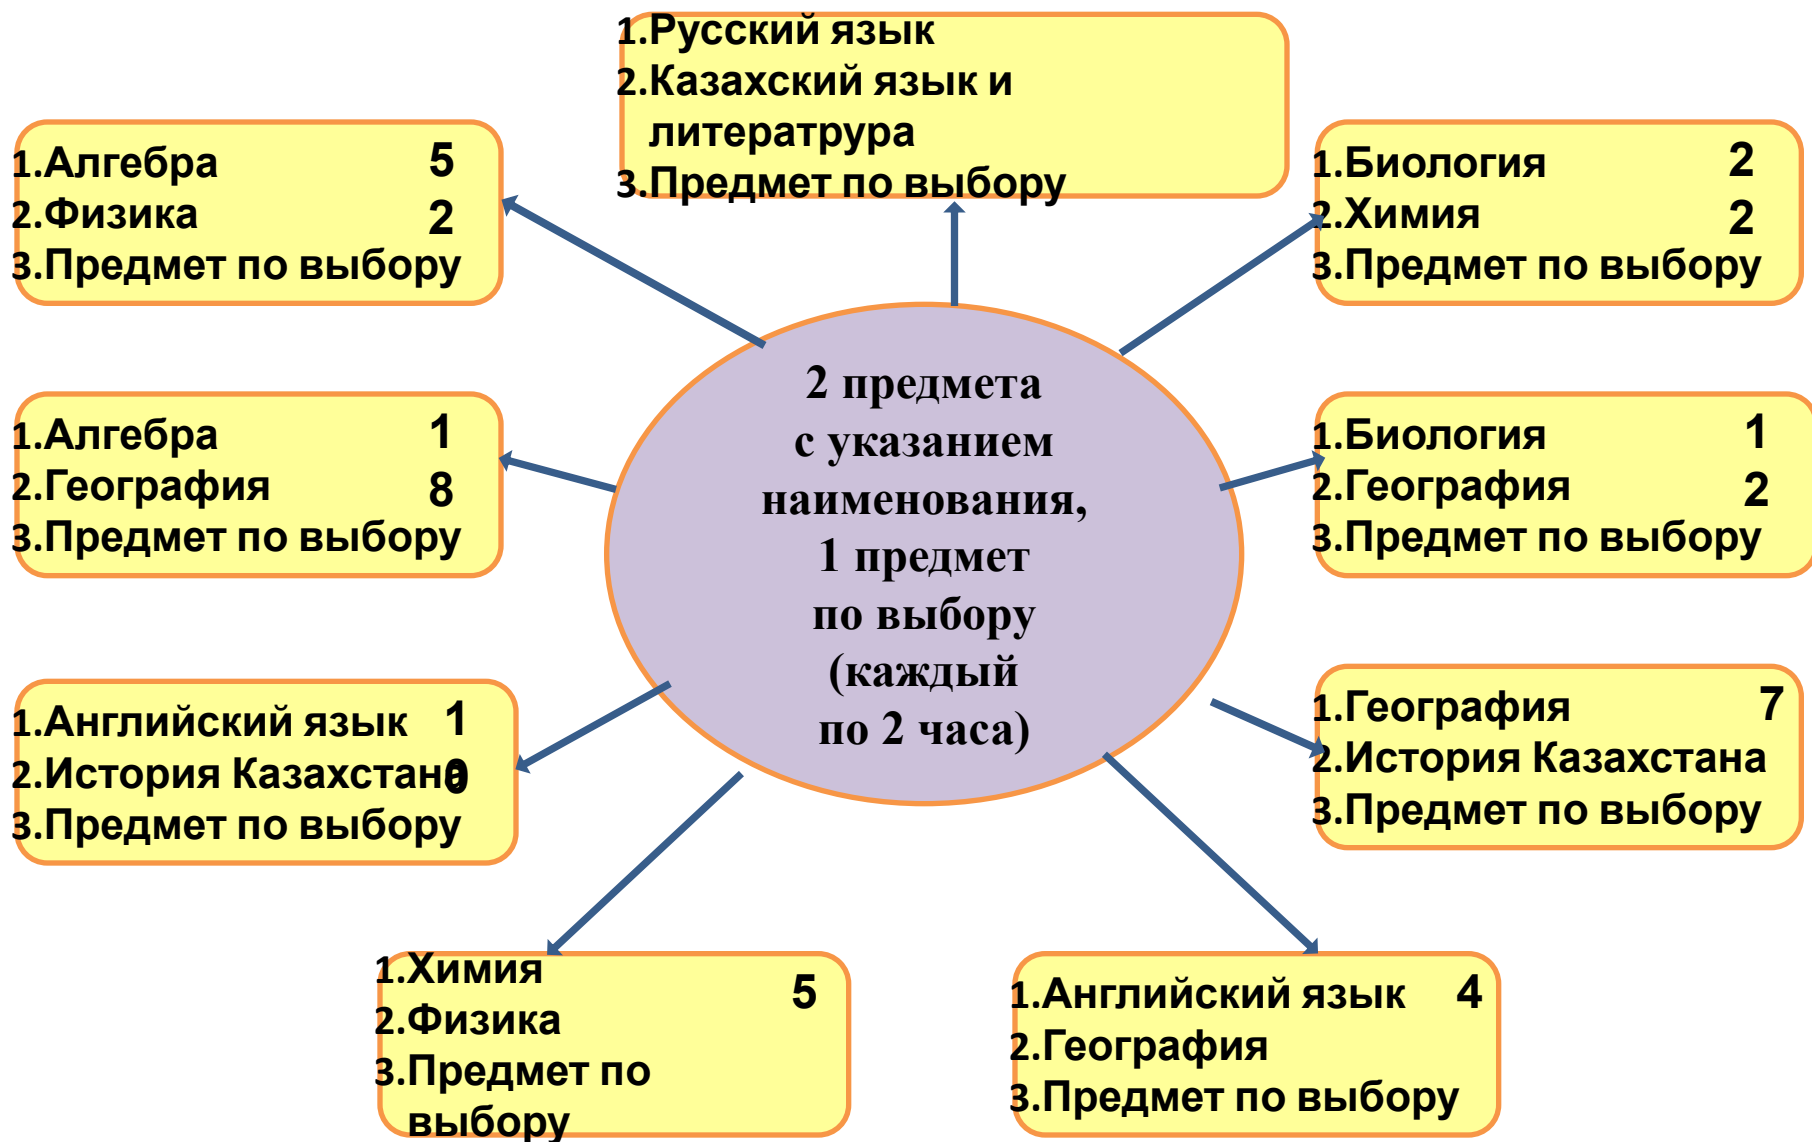 1.Русский язык
2.Казахский язык и
литератрура
3.Предмет по выбору
1.Алгебра 5
2.Физика 2
3.Предмет по выбору
1.Биология 2
2.Химия 2
3.Предмет по выбору
2 предмета
с указанием
наименования,
1 предмет
по выбору
(каждый
по 2 часа)
1.Алгебра 1
2.География 8
3.Предмет по выбору
1.Биология 1
2.География 2
3.Предмет по выбору
1.Английский язык 1
2.История Казахстана 0
3.Предмет по выбору
1.География 7
2.История Казахстана
3.Предмет по выбору
1.Химия 5
2.Физика
3.Предмет по
выбору
1.Английский язык 4
2.География
3.Предмет по выбору